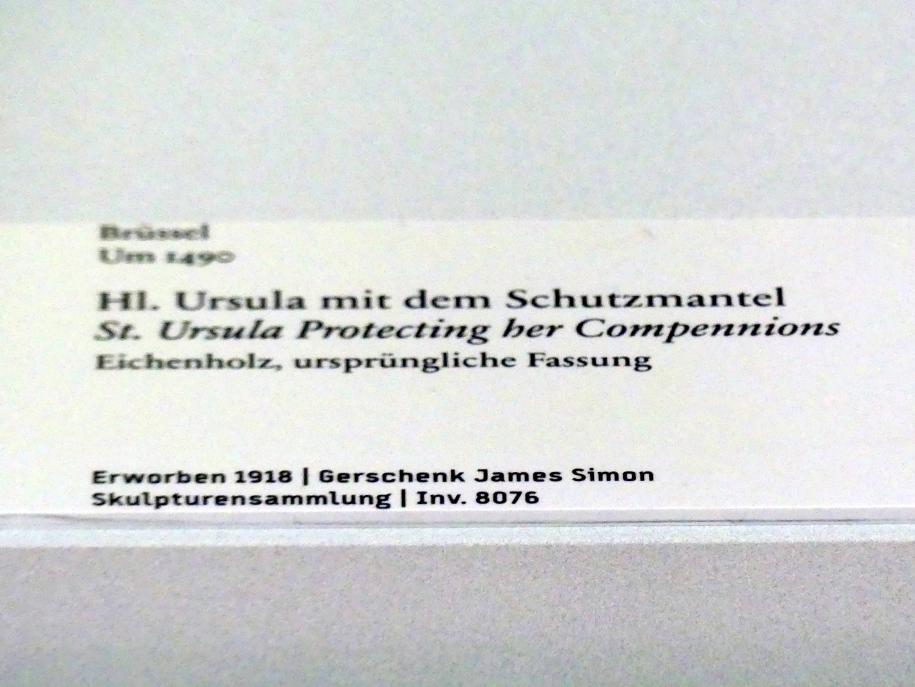 Brüssel
Um 1490
Hl. Ursula mit dem Schutzmantel
St. Ursula Protecting her Compennions
Eichenholz, ursprüngliche Fassung
Erworben 1918 | Gerschenk James Simon
Skulpturensammlung | Inv. 8076